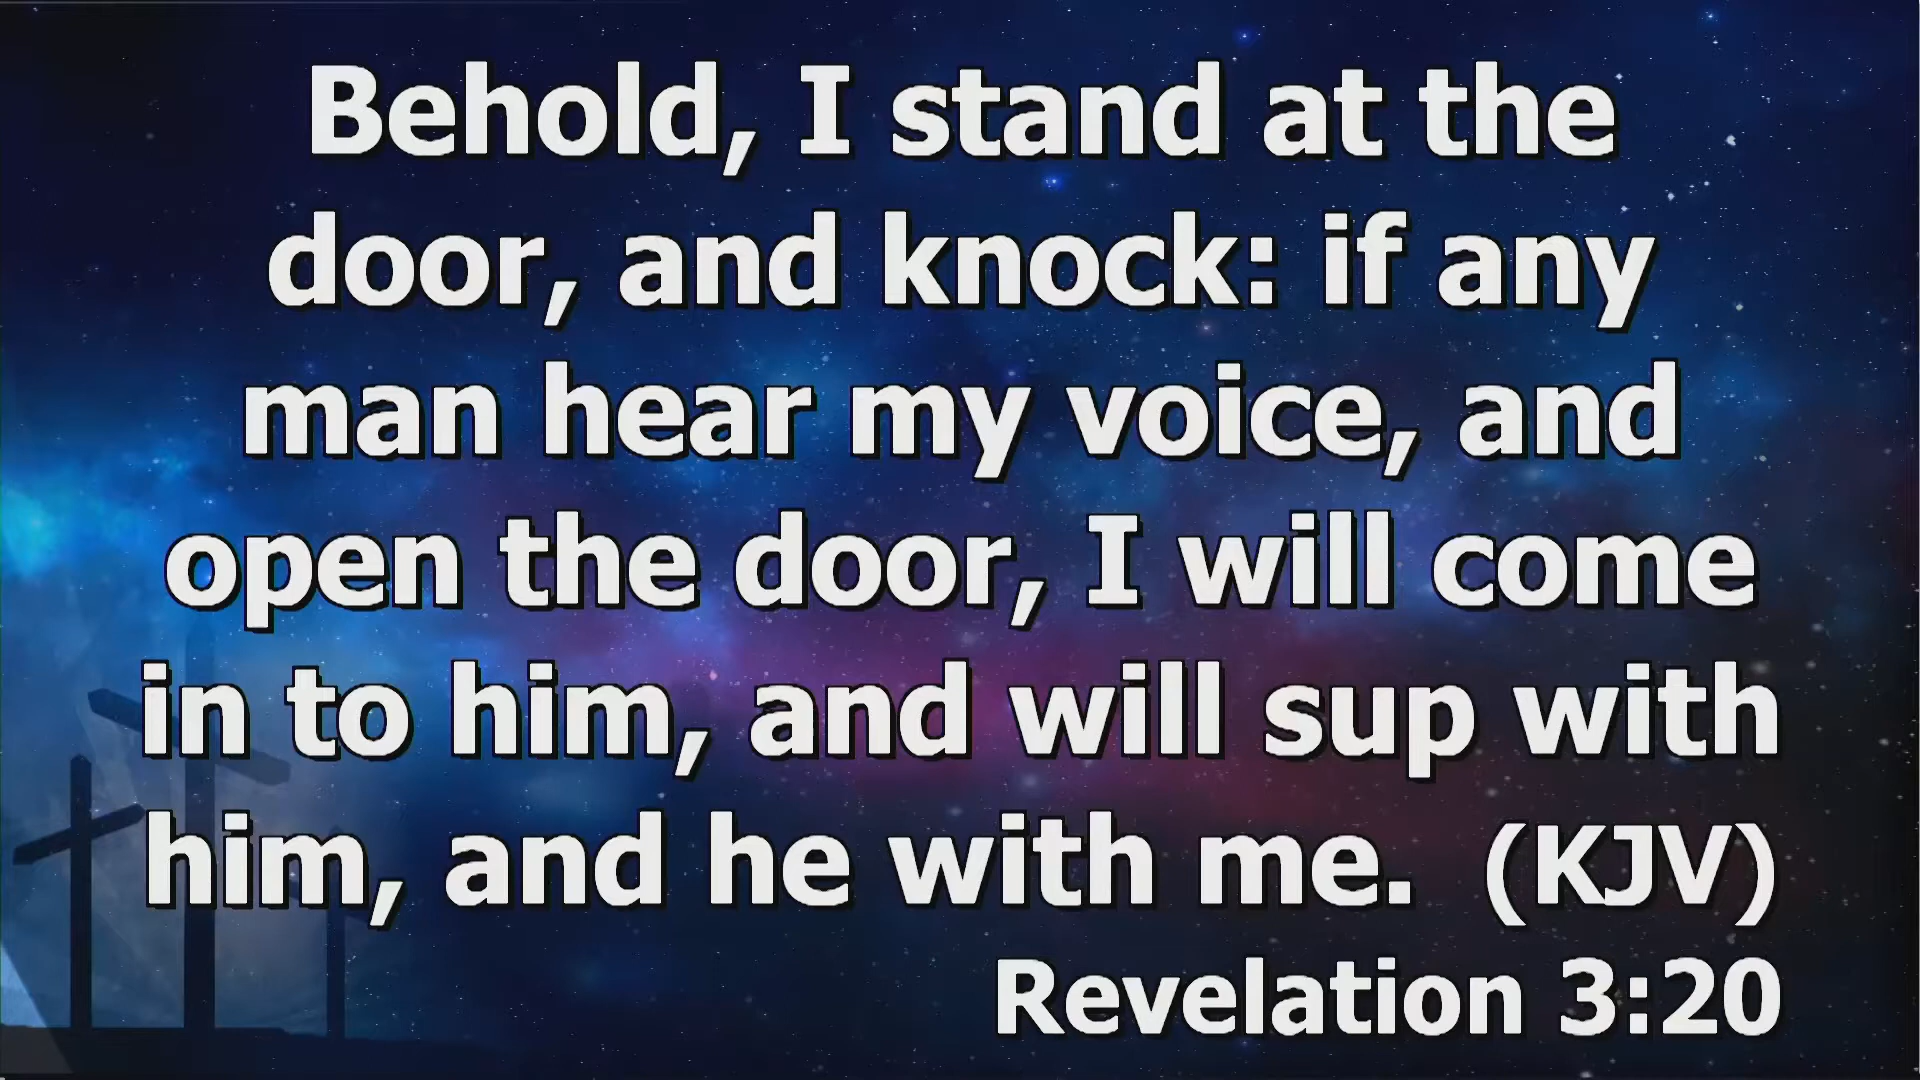 Behold, I stand at the
door, and knock: if any
man hear my voice, and
open the door, I will come
in to him, and will sup with
him, and he with me.  (KJV)
Revelation 3:20